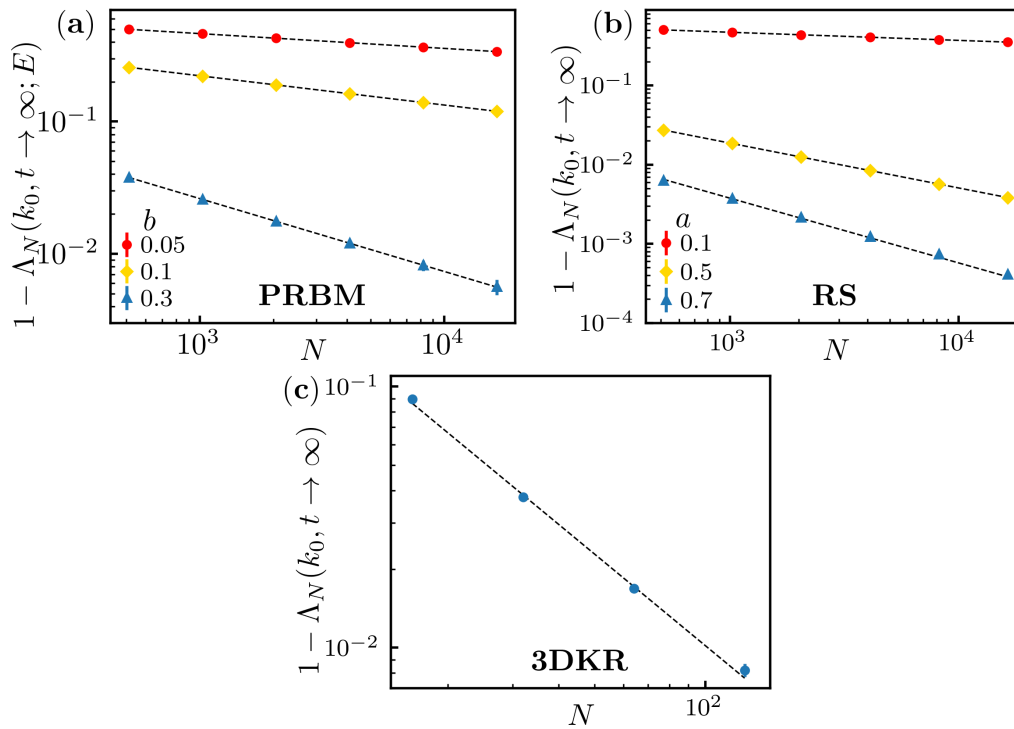 (a)
1 − Λ_N(k_0, t → ∞; E)
10^{-1}
10^{-2}
b
0.05
0.1
0.3
PRBM
10^3
10^4
N
(b)
1 − Λ_N(k_0, t → ∞)
10^{-1}
10^{-2}
10^{-3}
10^{-4}
a
0.1
0.5
0.7
RS
10^3
10^4
N
(c)
1 − Λ_N(k_0, t → ∞)
10^{-1}
10^{-2}
3DKR
10^2
N